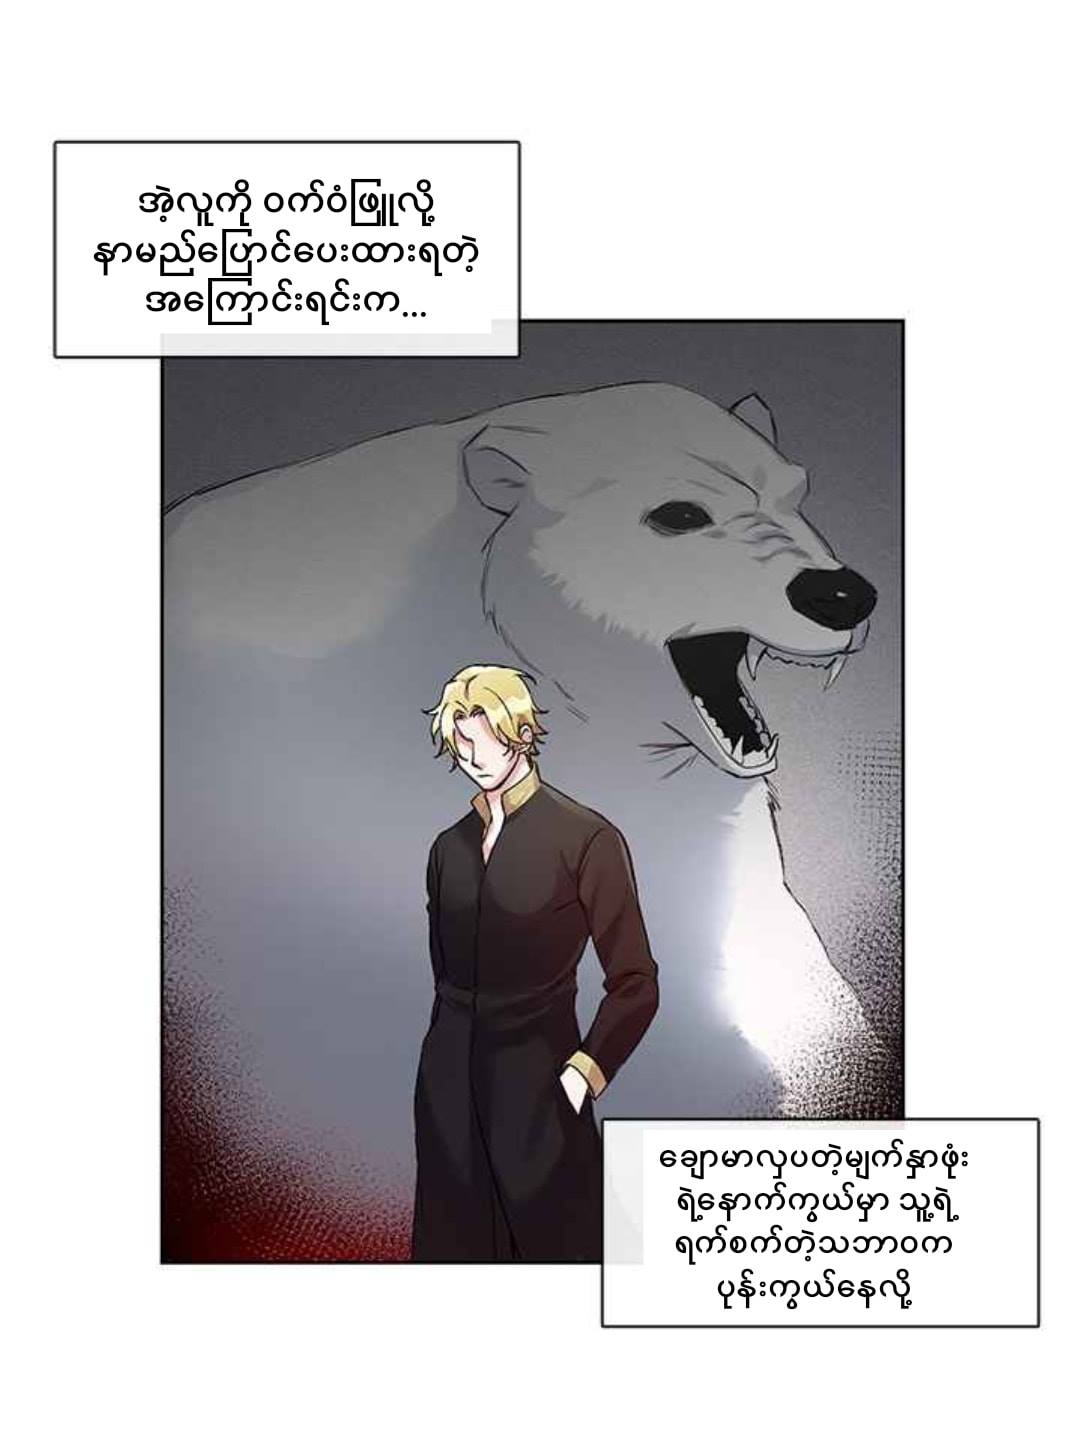 အဲ့လူကို ဝက်ဝံဖြူလို့
နာမည်ပြောင်ပေးထားရတဲ့
အကြောင်းရင်းက...
ချောမာလှပတဲ့မျက်နှာဖုံး
ရဲ့နောက်ကွယ်မှာ သူ့ရဲ့
ရက်စက်တဲ့သဘာဝက
ပုန်းကွယ်နေလို့